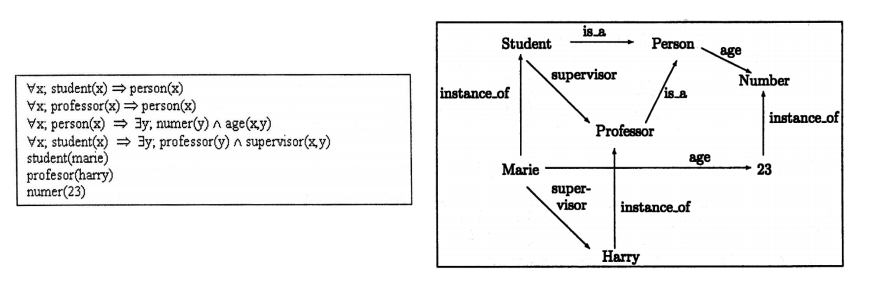 ∀x; student(x) ⇒ person(x)
∀x; professor(x) ⇒ person(x)
∀x; person(x) ⇒ ∃y; numer(y) ∧ age(x,y)
∀x; student(x) ⇒ ∃y; professor(y) ∧ supervisor(x,y)
student(marie)
profesor(harry)
numer(23)
Student
is_a
Person
age
Number
instance_of
supervisor
is_a
instance_of
Professor
Marie
age
23
super-
visor
instance_of
Harry